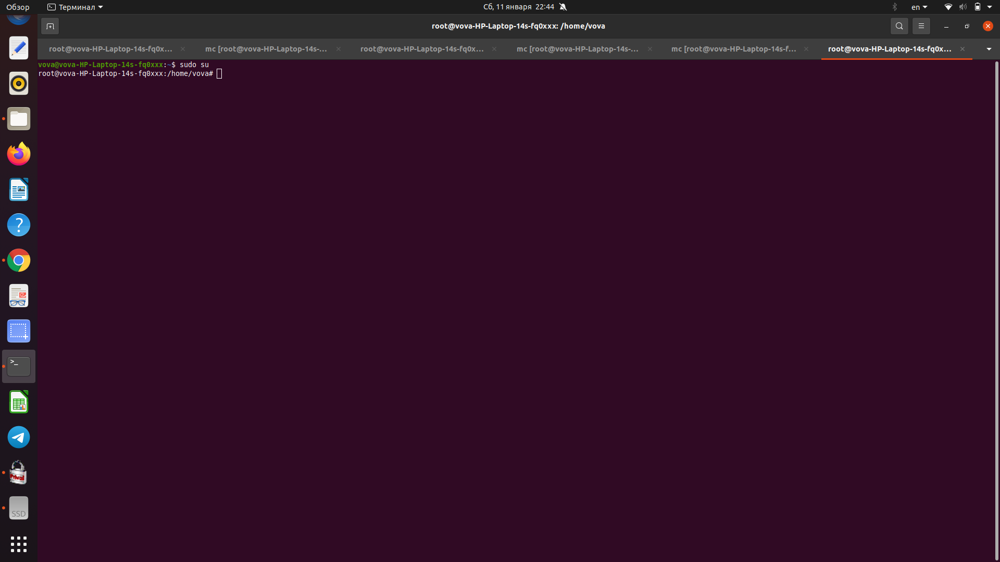 Обзор
Терминал
Сб, 11 января 22:44
en
root@vova-HP-Laptop-14s-fq0xxx: /home/vova
root@vova-HP-Laptop-14s-fq0x…
mc [root@vova-HP-Laptop-14s-…
root@vova-HP-Laptop-14s-fq0x…
mc [root@vova-HP-Laptop-14s-…
mc [root@vova-HP-Laptop-14s-f…
root@vova-HP-Laptop-14s-fq0x…
vova@vova-HP-Laptop-14s-fq0xxx:~$ sudo su
root@vova-HP-Laptop-14s-fq0xxx:/home/vova#
SSD